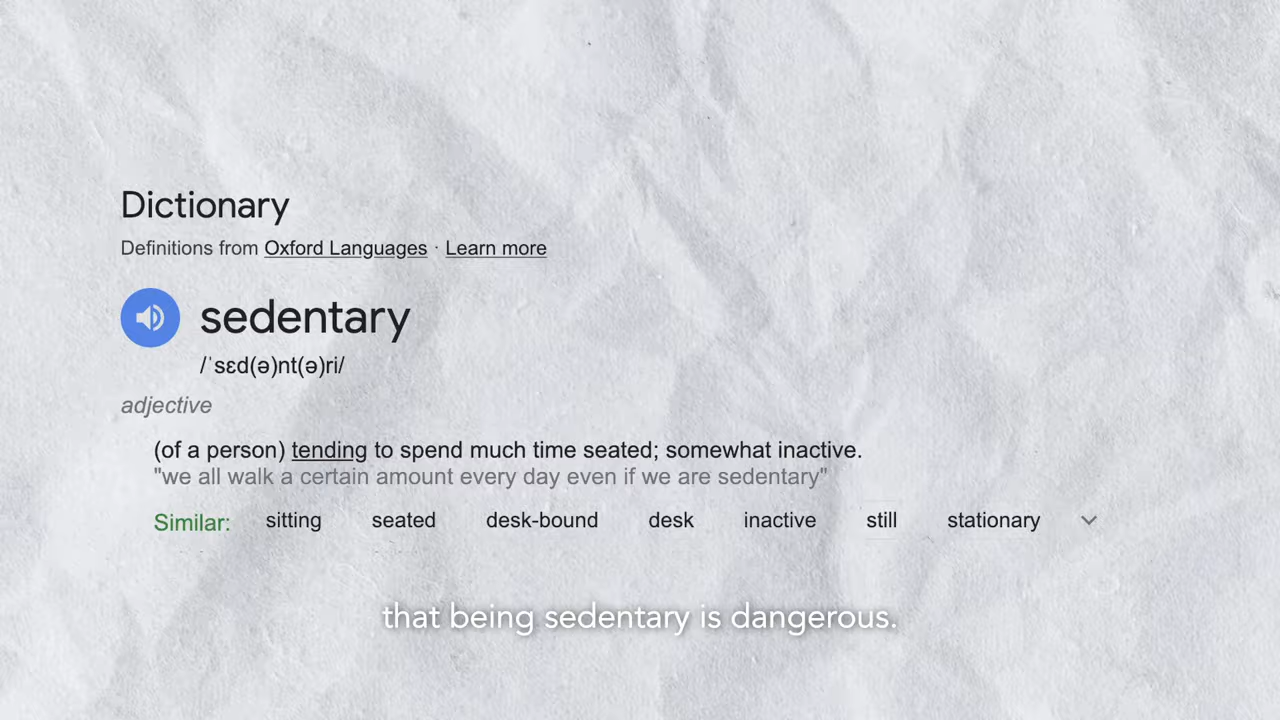 Dictionary
Definitions from Oxford Languages · Learn more
sedentary
/ˈsɛd(ə)nt(ə)ri/
adjective
(of a person) tending to spend much time seated; somewhat inactive.
"we all walk a certain amount every day even if we are sedentary"
Similar: sitting seated desk-bound desk inactive still stationary
that being sedentary is dangerous.